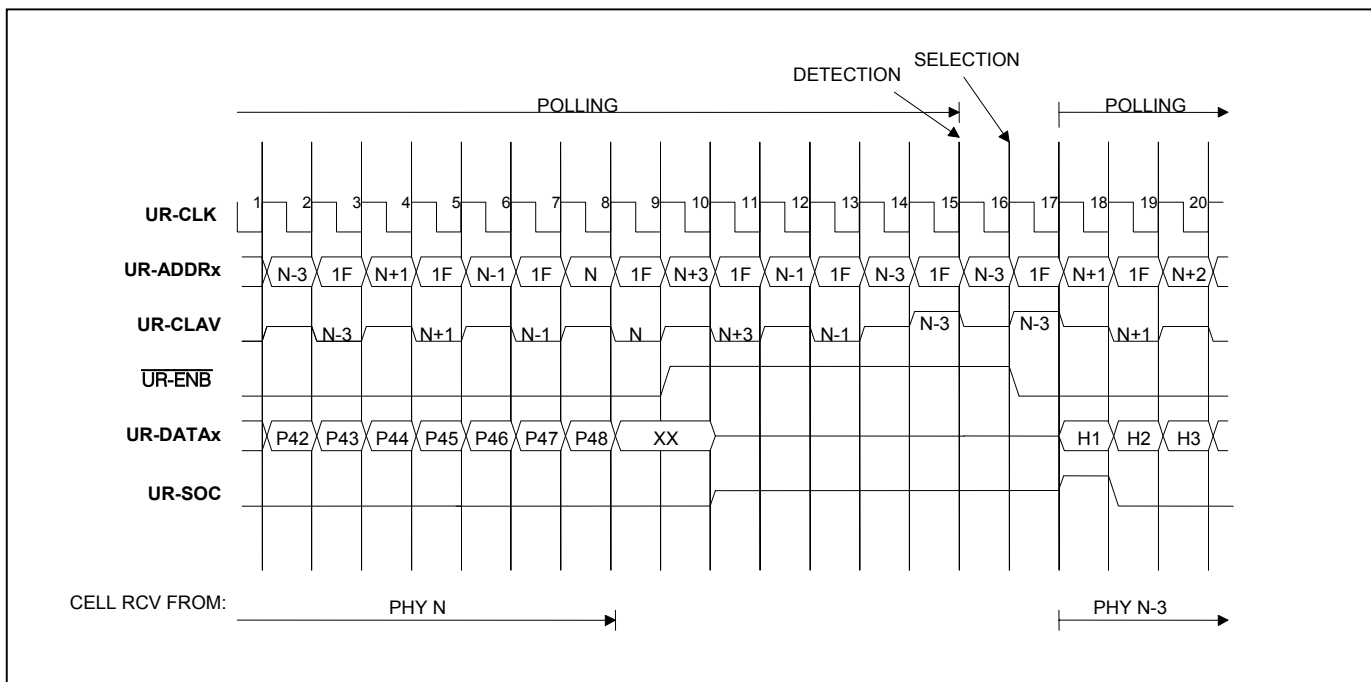 SELECTION
DETECTION
POLLING POLLING
UR-CLK 1 2 3 4 5 6 7 8 9 10 11 12 13 14 15 16 17 18 19 20
UR-ADDRx N-3 1F N+1 1F N-1 1F N 1F N+3 1F N-1 1F N-3 1F N-3 1F N+1 1F N+2
UR-CLAV N-3 N+1 N-1 N N+3 N-1 N-3 N-3 N+1
UR-ENB
UR-DATAx P42 P43 P44 P45 P46 P47 P48 XX H1 H2 H3
UR-SOC
CELL RCV FROM: PHY N PHY N-3